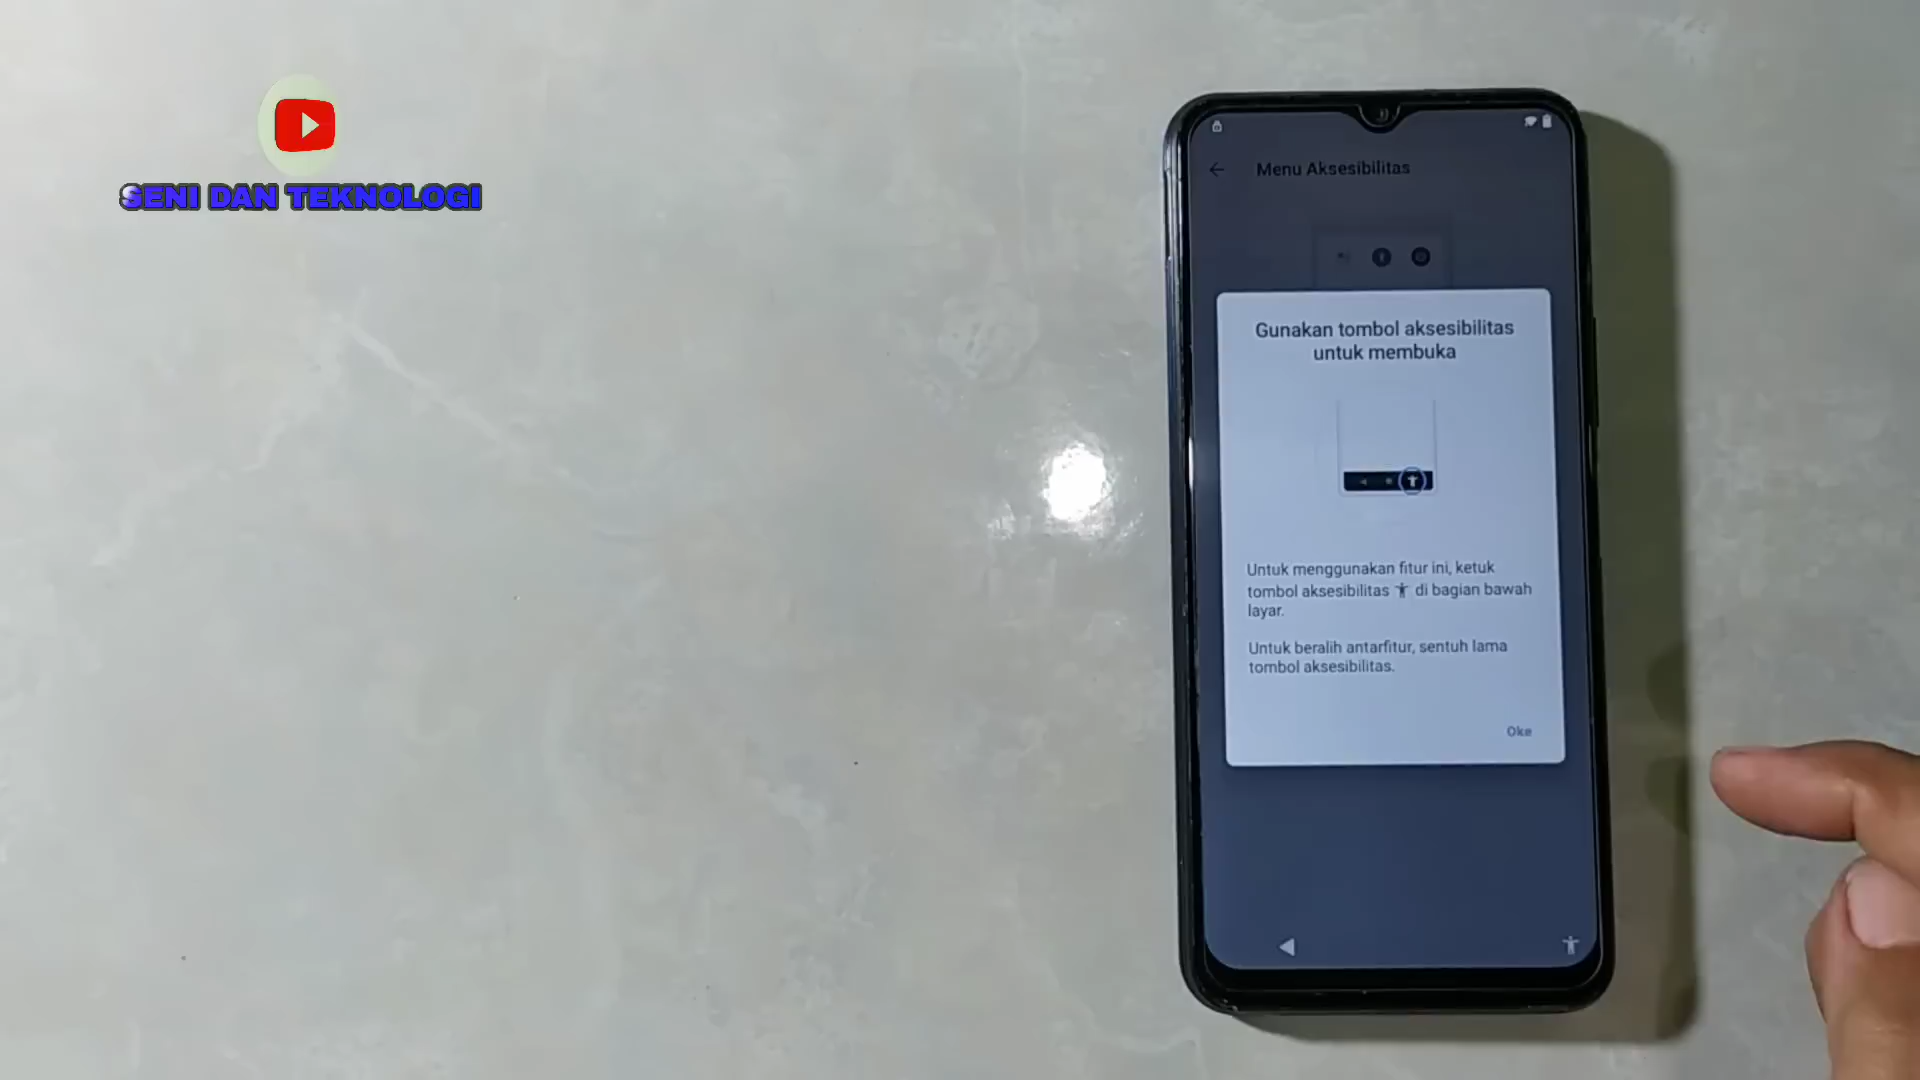 SENI DAN TEKNOLOGI
Menu Aksesibilitas
Gunakan tombol aksesibilitas
untuk membuka
Untuk menggunakan fitur ini, ketuk
tombol aksesibilitas di bagian bawah
layar.
Untuk beralih antarfitur, sentuh lama
tombol aksesibilitas.
Oke